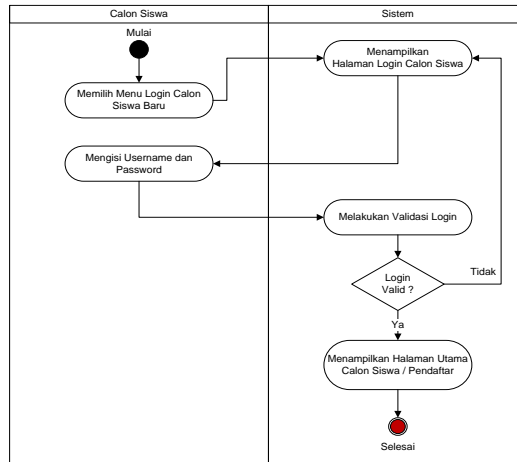 Calon Siswa
Sistem
Mulai
Memilih Menu Login Calon
Siswa Baru
Menampilkan
Halaman Login Calon Siswa
Mengisi Username dan
Password
Melakukan Validasi Login
Login
Valid ?
Tidak
Ya
Menampilkan Halaman Utama
Calon Siswa / Pendaftar
Selesai